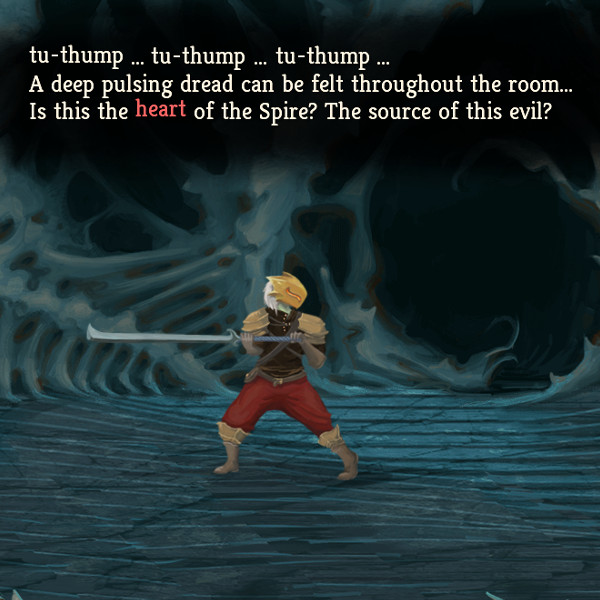 tu-thump ... tu-thump ... tu-thump ...
A deep pulsing dread can be felt throughout the room...
Is this the heart of the Spire? The source of this evil?